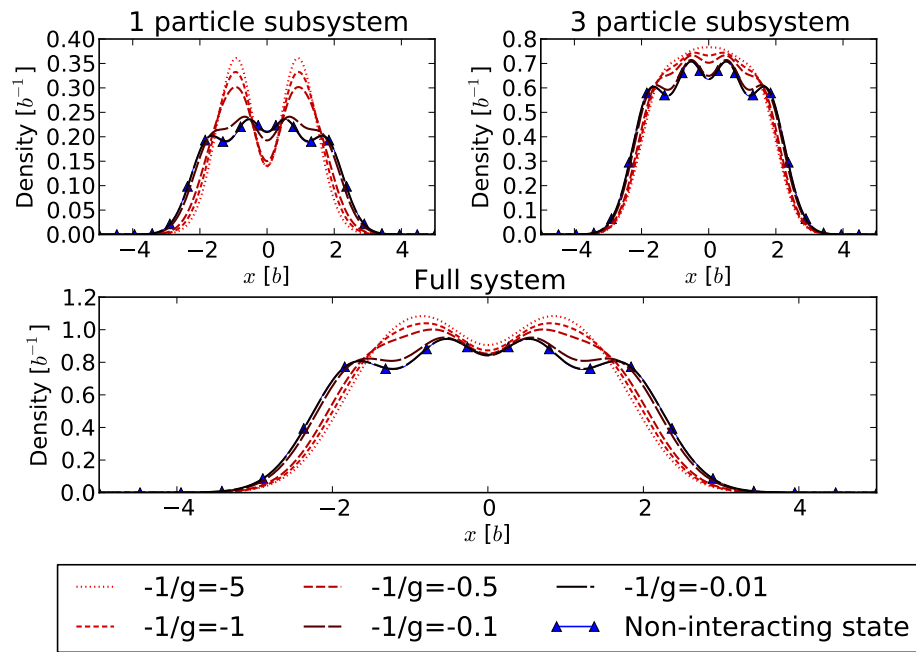 1 particle subsystem
3 particle subsystem
0.40
0.35
0.30
0.25
0.20
0.15
0.10
0.05
0.00
Density [b⁻¹]
−4 −2 0 2 4
x [b]
0.8
0.7
0.6
0.5
0.4
0.3
0.2
0.1
0.0
Density [b⁻¹]
−4 −2 0 2 4
x [b]
Full system
1.2
1.0
0.8
0.6
0.4
0.2
0.0
Density [b⁻¹]
−4 −2 0 2 4
x [b]
-1/g=-5 -1/g=-0.5 -1/g=-0.01
-1/g=-1 -1/g=-0.1 Non-interacting state